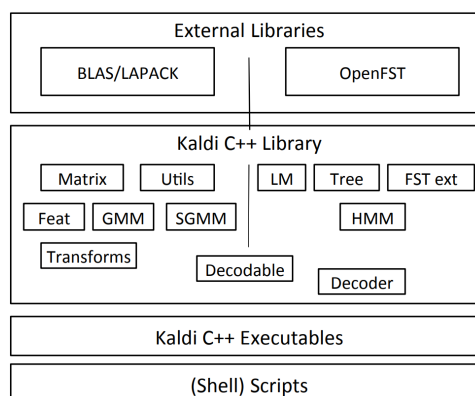 External Libraries
BLAS/LAPACK OpenFST
Kaldi C++ Library
Matrix Utils LM Tree FST ext
Feat GMM SGMM HMM
Transforms
Decodable
Decoder
Kaldi C++ Executables
(Shell) Scripts